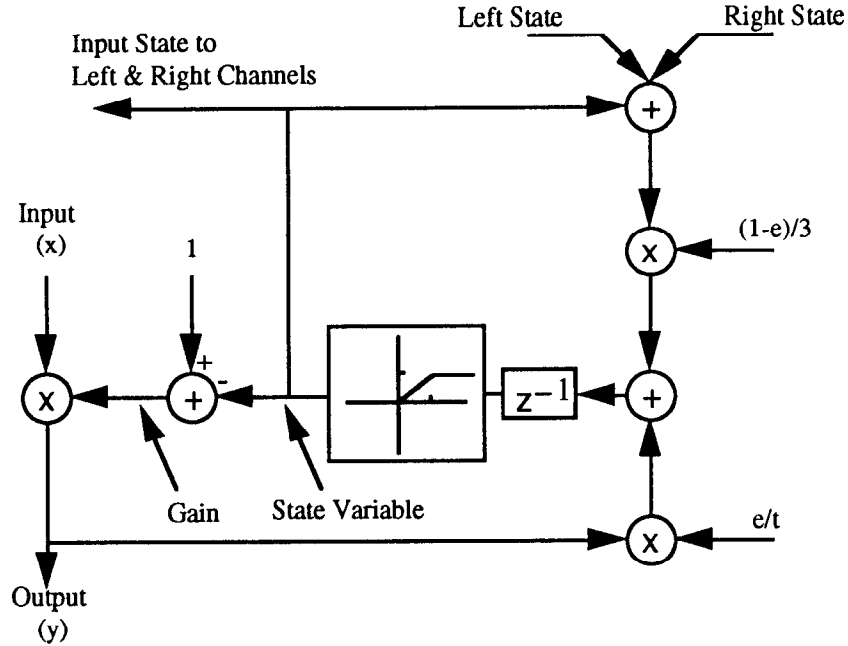 Left State
Right State
Input State to
Left & Right Channels
+
Input
(x)
1
x
(1-e)/3
+
-
x
+
z-1
+
Gain
State Variable
e/t
x
Output
(y)